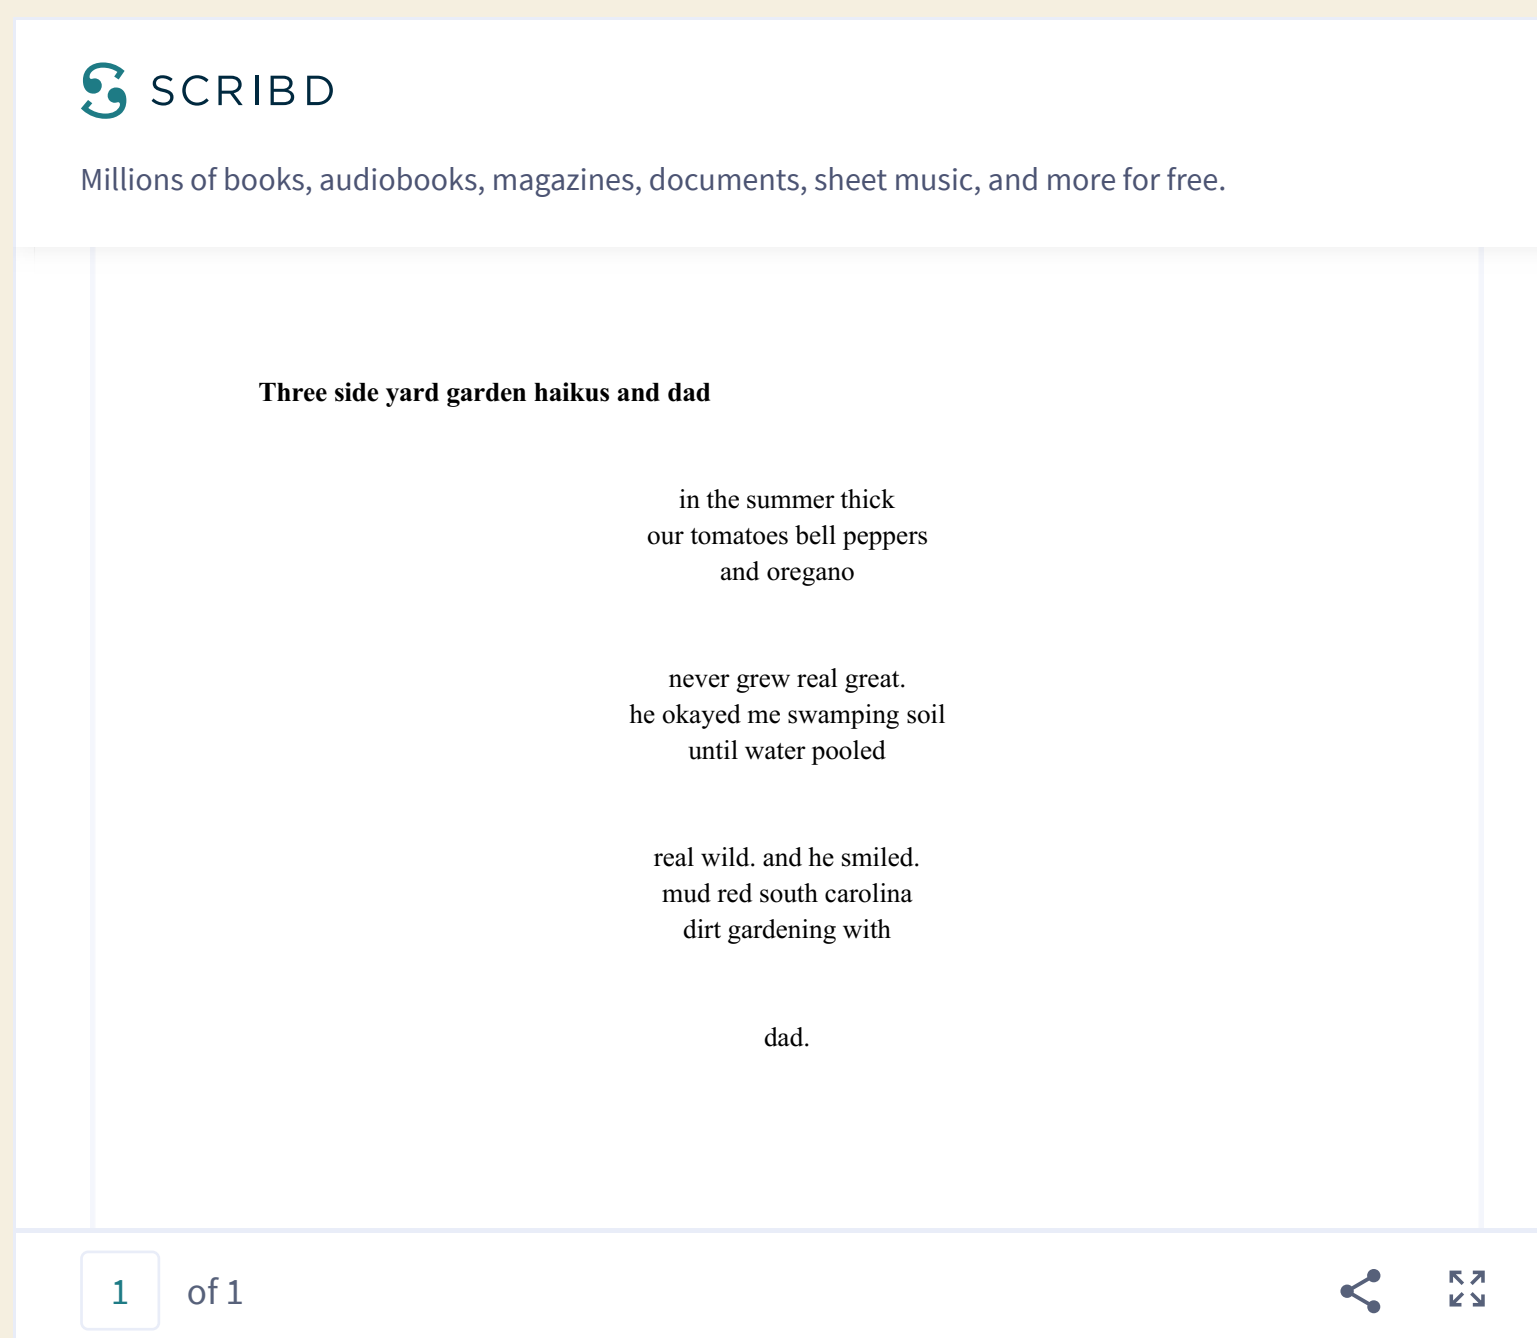 SCRIBD
Millions of books, audiobooks, magazines, documents, sheet music, and more for free.
Three side yard garden haikus and dad
in the summer thick
our tomatoes bell peppers
and oregano
never grew real great.
he okayed me swamping soil
until water pooled
real wild. and he smiled.
mud red south carolina
dirt gardening with
dad.
1 of 1